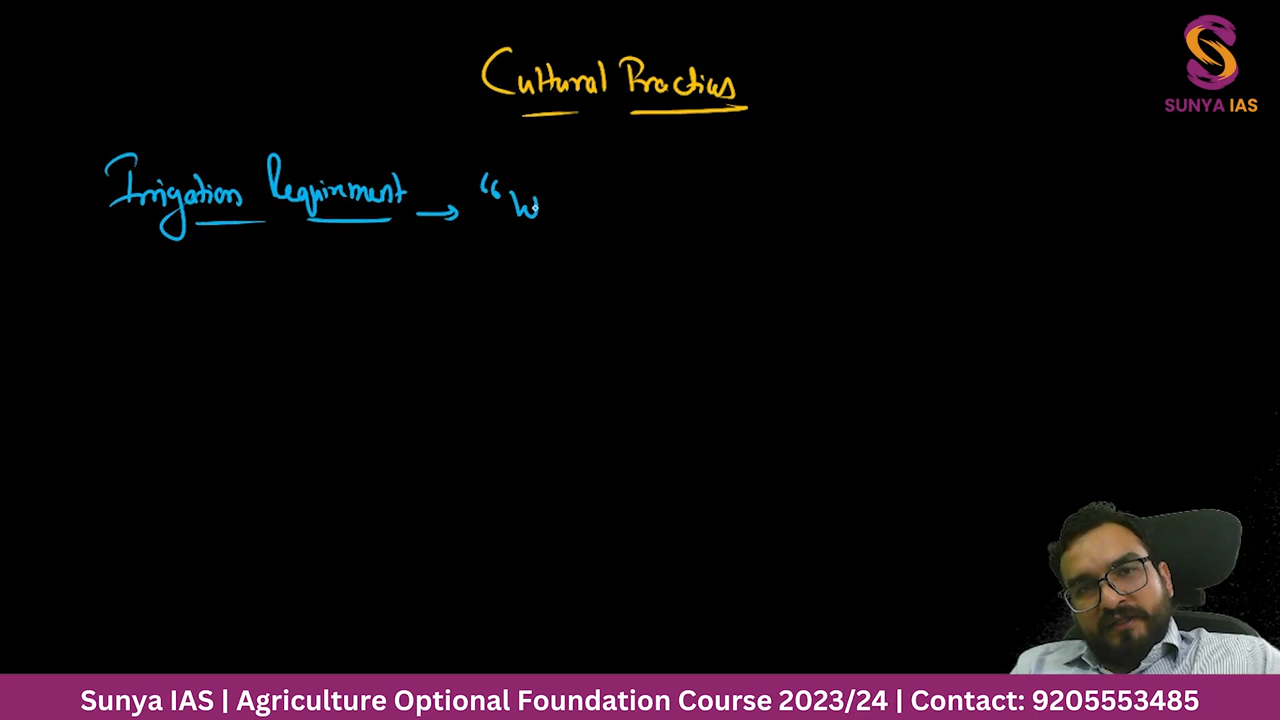 Cultural Practices
SUNYA IAS
Irrigation Requirement → “W
Sunya IAS | Agriculture Optional Foundation Course 2023/24 | Contact: 9205553485